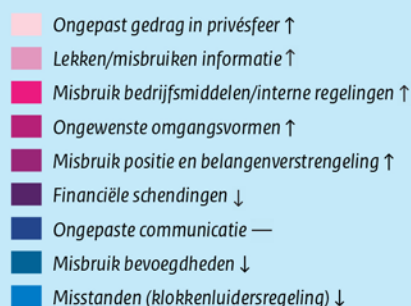 Ongepast gedrag in privésfeer ↑
Lekken/misbruiken informatie ↑
Misbruik bedrijfsmiddelen/interne regelingen ↑
Ongewenste omgangsvormen ↑
Misbruik positie en belangenverstrengeling ↑
Financiële schendingen ↓
Ongepaste communicatie —
Misbruik bevoegdheden ↓
Misstanden (klokkenluidersregeling) ↓